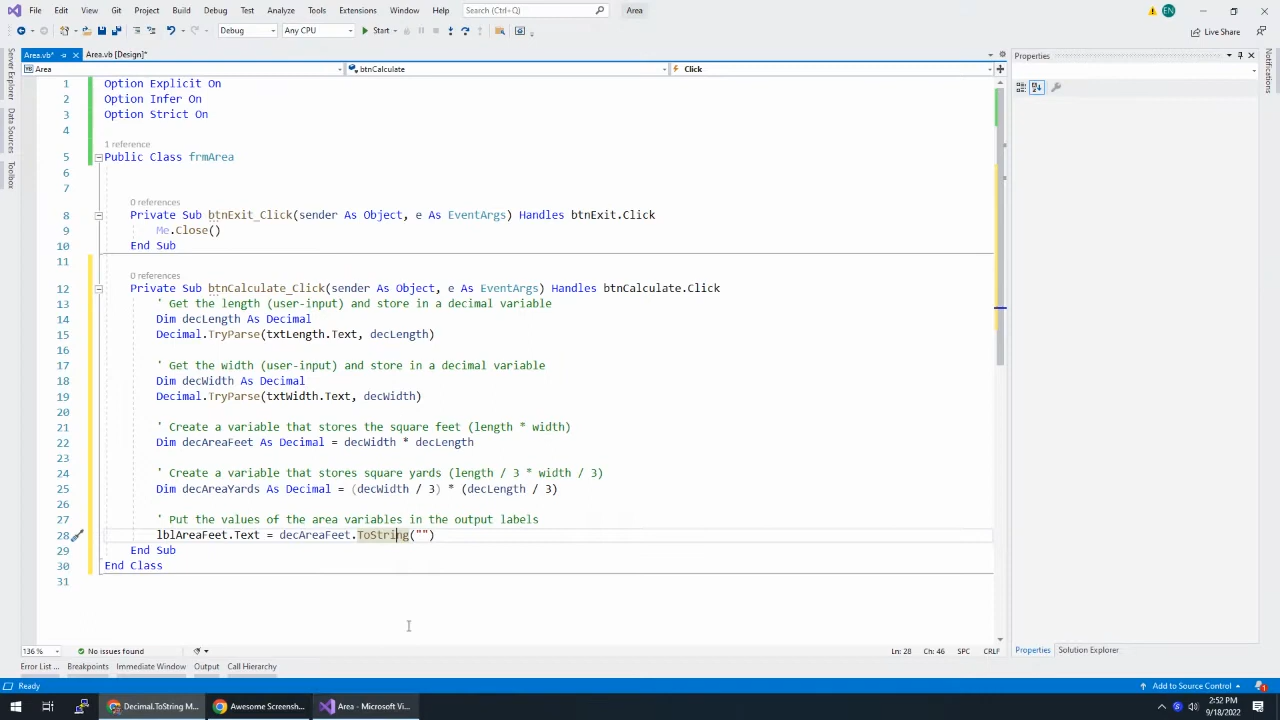 File Edit View Git Project Build Debug Test Analyze Tools Extensions Window Help Search (Ctrl+Q) Area EN
Debug Any CPU Start Live Share
Area.vb* Area.vb [Design]* Properties
Area btnCalculate Click
Server Explorer
Data Sources
Toolbox
Notifications
1 Option Explicit On
2 Option Infer On
3 Option Strict On
4
1 reference
5 Public Class frmArea
6
7
0 references
8 Private Sub btnExit_Click(sender As Object, e As EventArgs) Handles btnExit.Click
9 Me.Close()
10 End Sub
11
0 references
12 Private Sub btnCalculate_Click(sender As Object, e As EventArgs) Handles btnCalculate.Click
13 ' Get the length (user-input) and store in a decimal variable
14 Dim decLength As Decimal
15 Decimal.TryParse(txtLength.Text, decLength)
16
17 ' Get the width (user-input) and store in a decimal variable
18 Dim decWidth As Decimal
19 Decimal.TryParse(txtWidth.Text, decWidth)
20
21 ' Create a variable that stores the square feet (length * width)
22 Dim decAreaFeet As Decimal = decWidth * decLength
23
24 ' Create a variable that stores square yards (length / 3 * width / 3)
25 Dim decAreaYards As Decimal = (decWidth / 3) * (decLength / 3)
26
27 ' Put the values of the area variables in the output labels
28 lblAreaFeet.Text = decAreaFeet.ToString("")
29 End Sub
30 End Class
31
136 % No issues found Ln: 28 Ch: 46 SPC CRLF
Properties Solution Explorer
Error List ... Breakpoints Immediate Window Output Call Hierarchy
Ready Add to Source Control 1
Decimal.ToString M... Awesome Screensh... Area - Microsoft Vi... 2:52 PM
9/18/2022